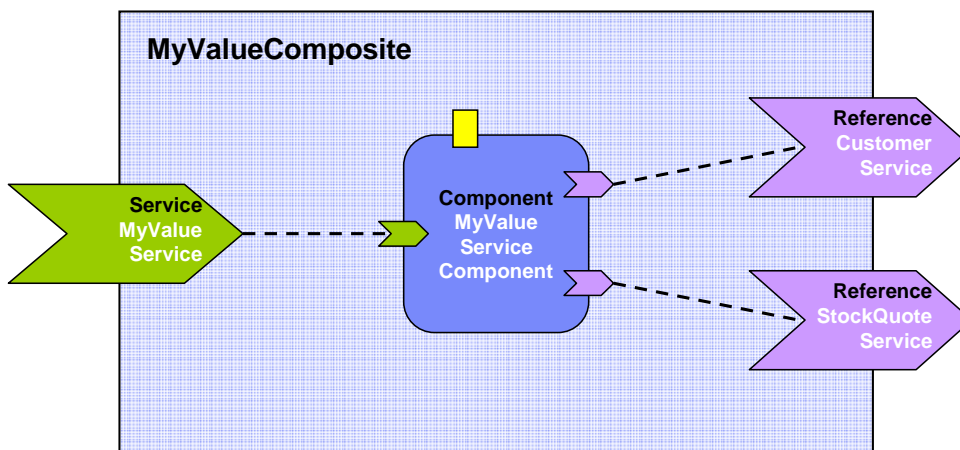 MyValueComposite
Service
MyValue
Service
Component
MyValue
Service
Component
Reference
Customer
Service
Reference
StockQuote
Service